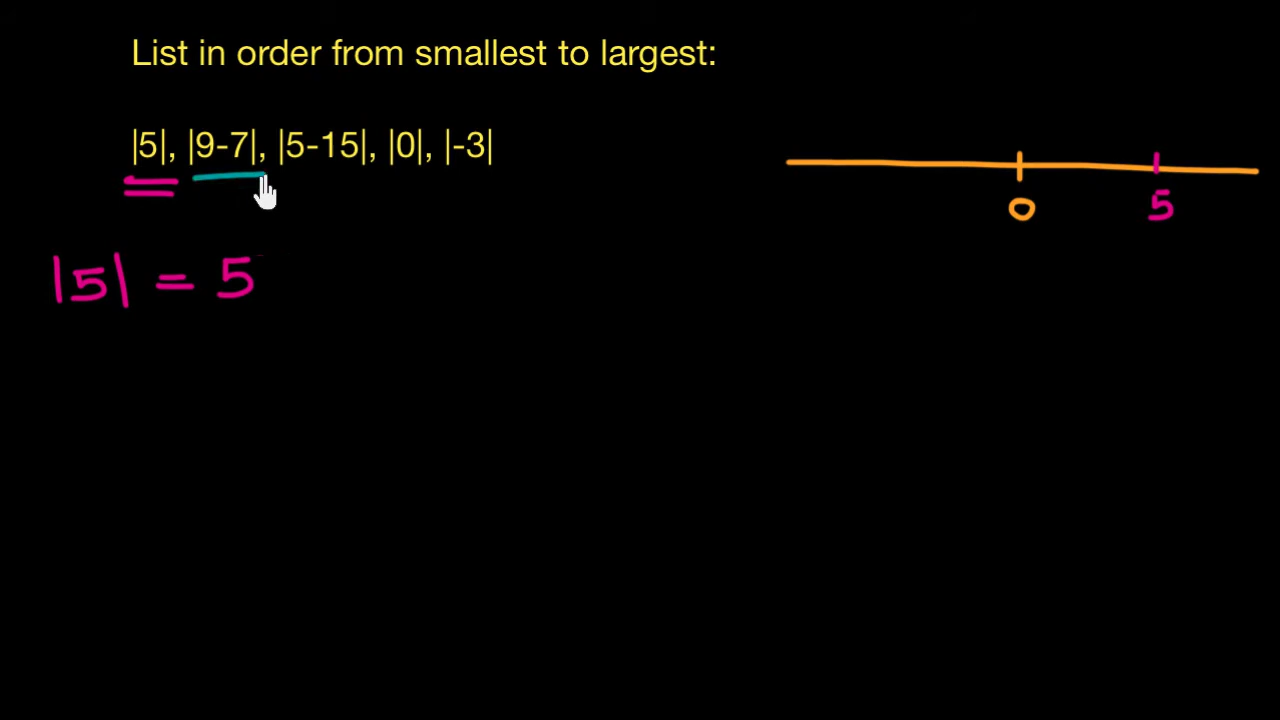 List in order from smallest to largest:
|5|, |9-7|, |5-15|, |0|, |-3|
0 5
|5| = 5